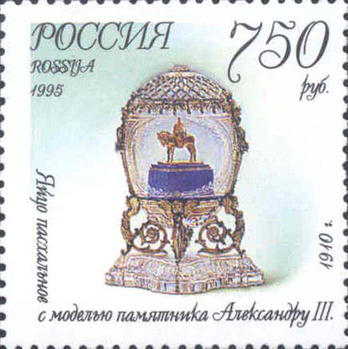 РОССИЯ
ROSSIJA
1995
750
руб.
Яйцо пасхальное
с моделью памятника Александру III.
1910 г.